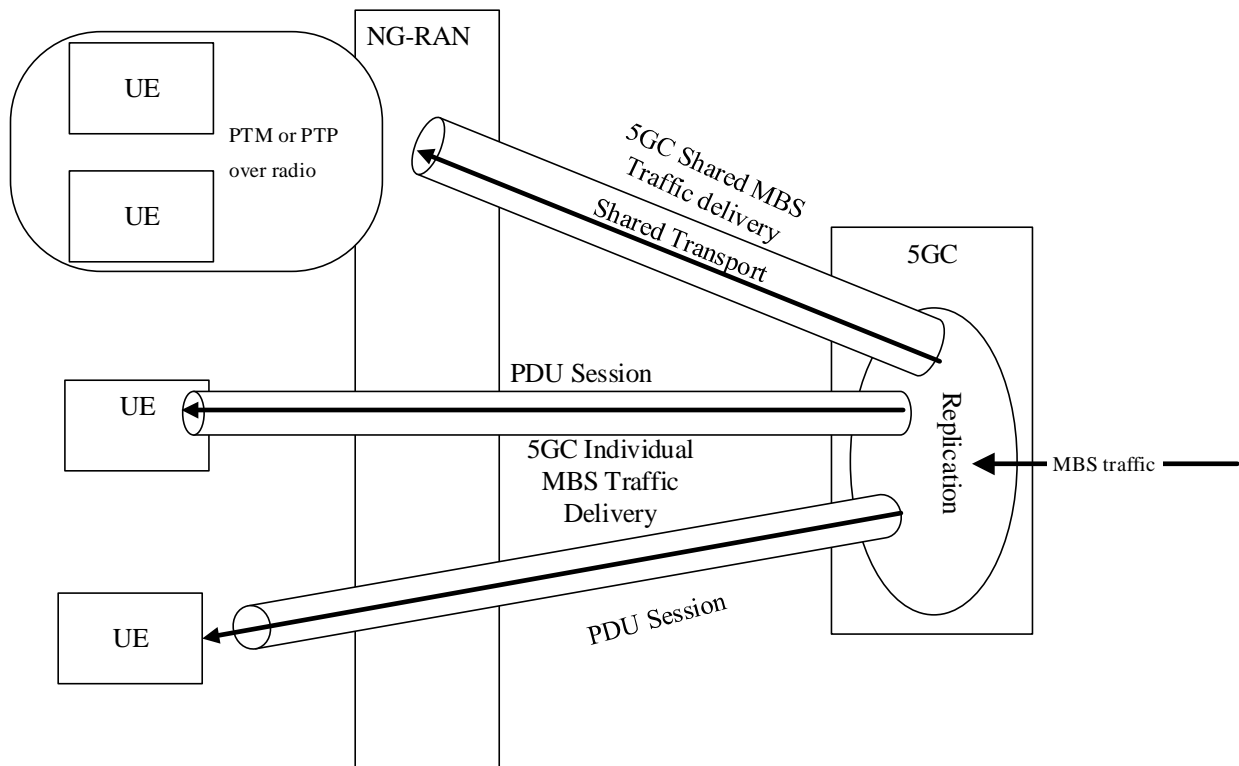 NG-RAN
UE
PTM or PTP
over radio
UE
5GC Shared MBS
Traffic delivery
Shared Transport
5GC
PDU Session
UE
5GC Individual
MBS Traffic
Delivery
Replication
MBS traffic
PDU Session
UE